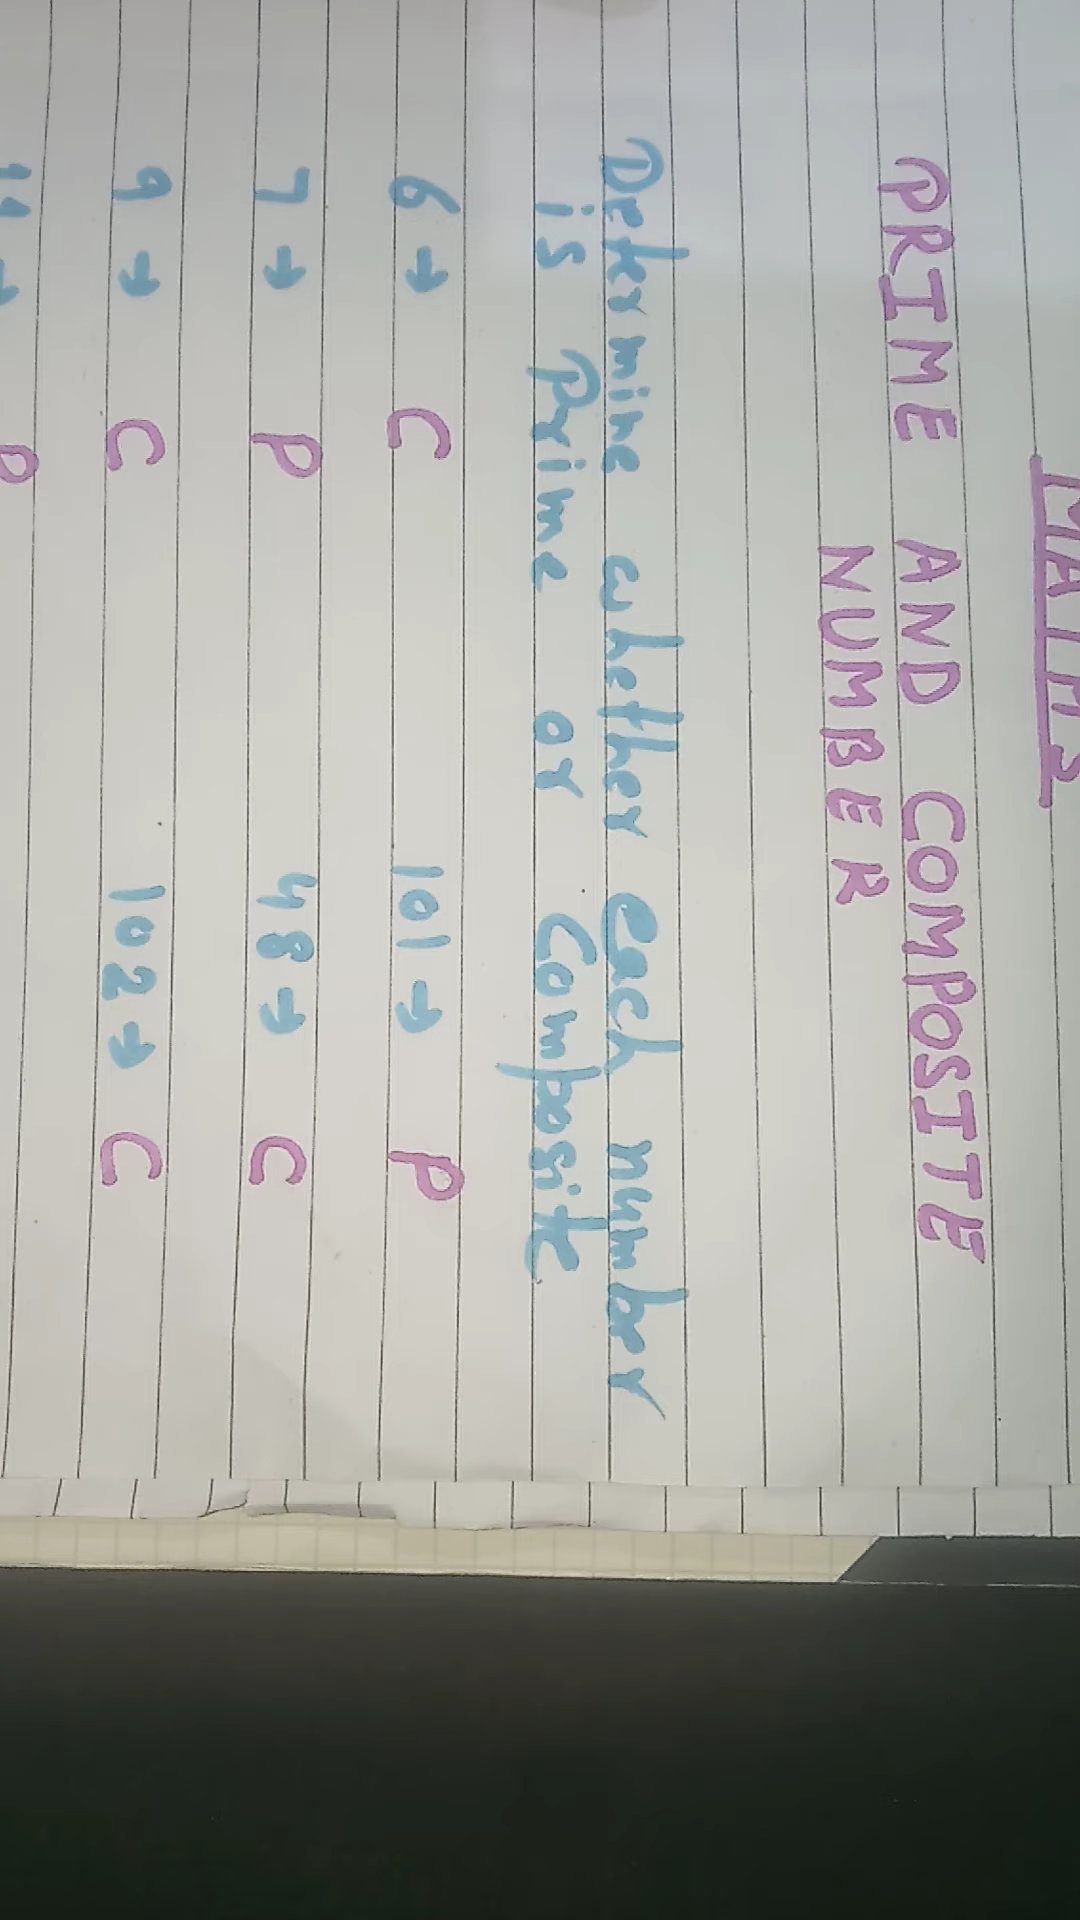 MATHS
PRIME AND COMPOSITE
NUMBER
Determine whether each number
is Prime or Composite
6 → C 101 → P
7 → P 48 → C
9 → C 102 → C
→ P